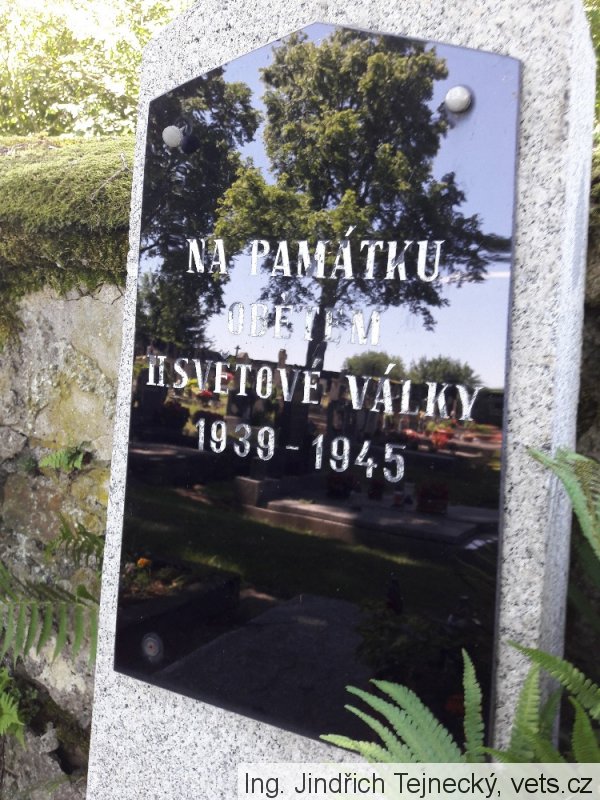 NA PAMÁTKU
OBĚTEM
II.SVĚTOVÉ VÁLKY
1939-1945
Ing. Jindřich Tejnecký, vets.cz